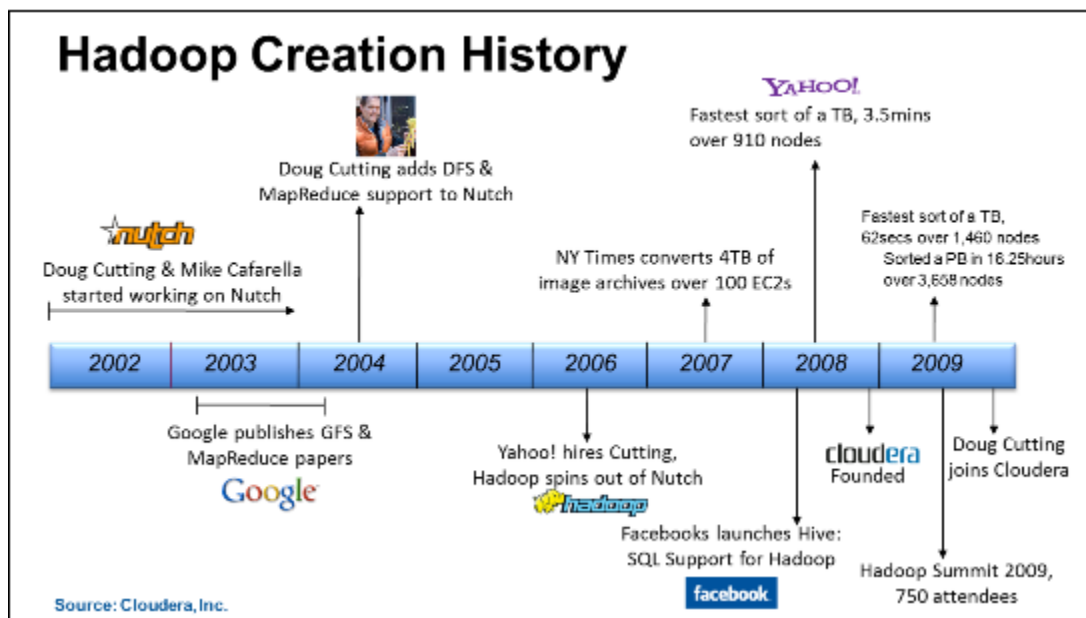 Hadoop Creation History
YAHOO!
Fastest sort of a TB, 3.5mins
over 910 nodes
Doug Cutting adds DFS &
MapReduce support to Nutch
nutch
Doug Cutting & Mike Cafarella
started working on Nutch
NY Times converts 4TB of
image archives over 100 EC2s
Fastest sort of a TB,
62secs over 1,460 nodes
Sorted a PB in 16.25hours
over 3,658 nodes
2002 2003 2004 2005 2006 2007 2008 2009
Google publishes GFS &
MapReduce papers
Google
Yahoo! hires Cutting,
Hadoop spins out of Nutch
hadoop
Facebooks launches Hive:
SQL Support for Hadoop
facebook
cloudera
Founded
Doug Cutting
joins Cloudera
Hadoop Summit 2009,
750 attendees
Source: Cloudera, Inc.